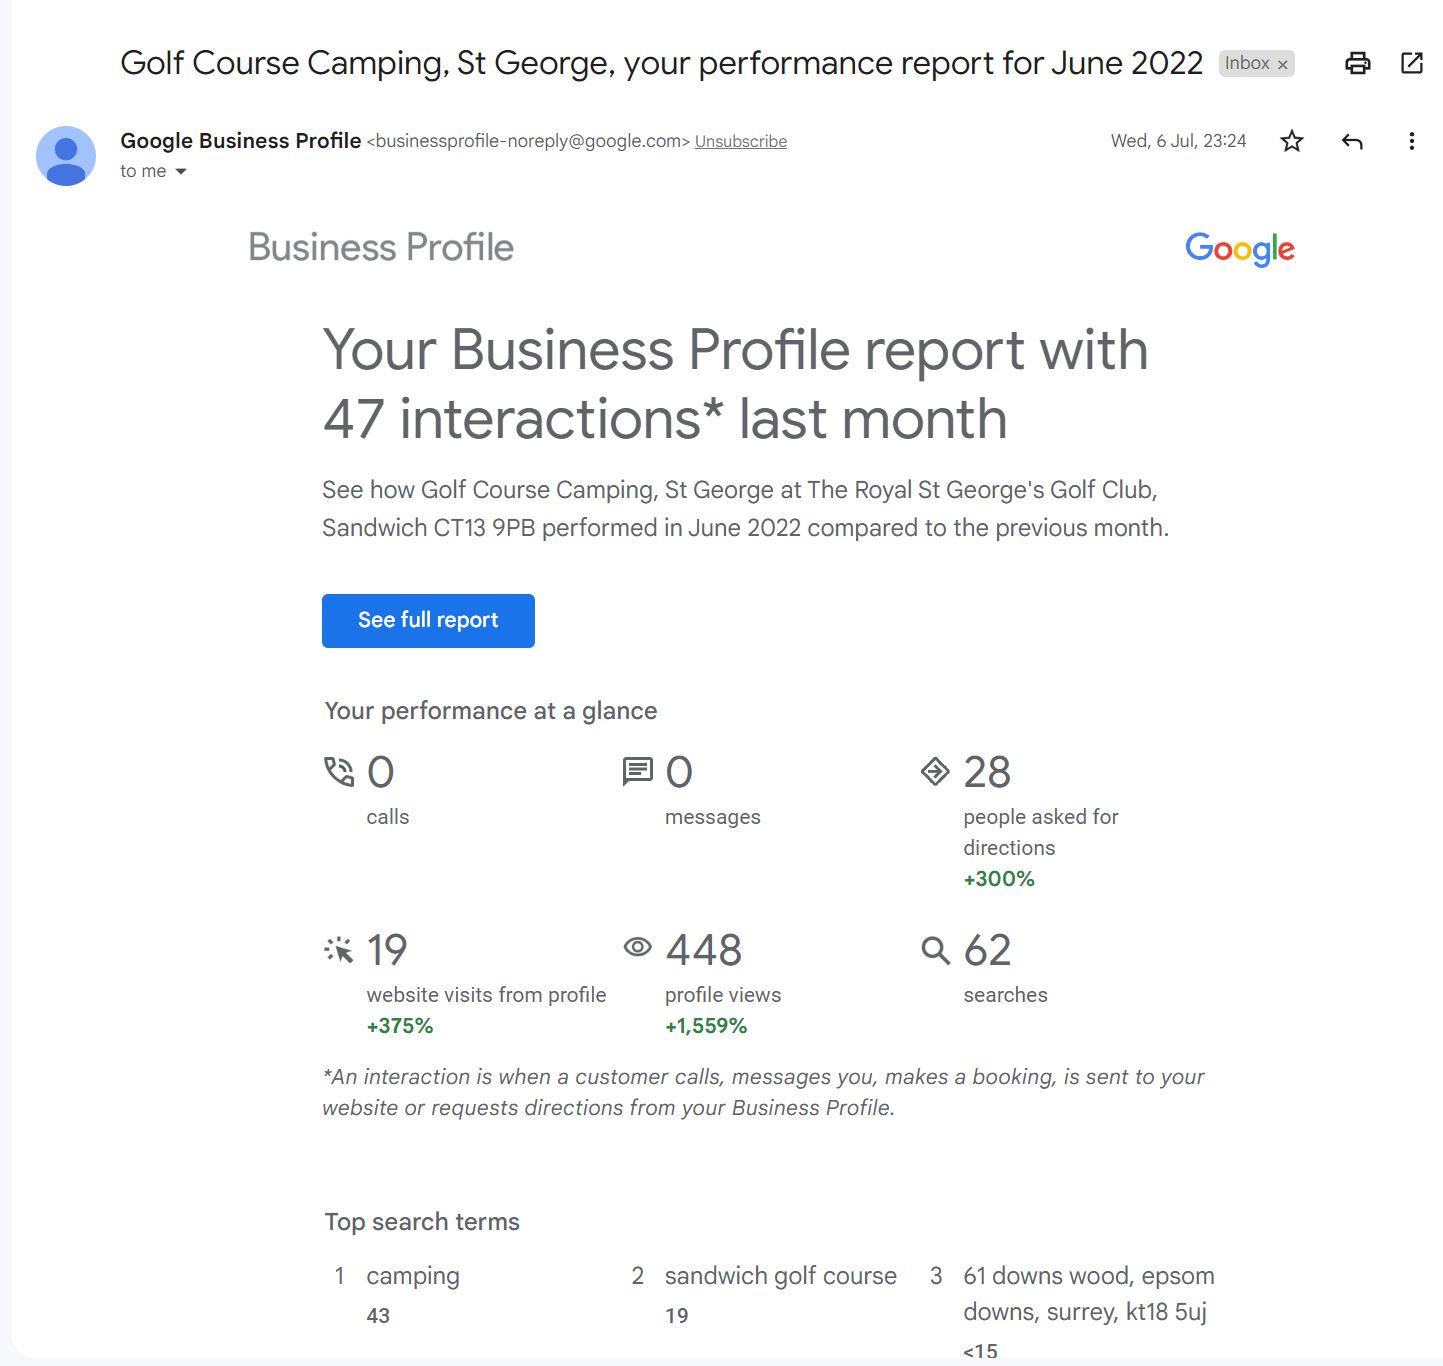 Golf Course Camping, St George, your performance report for June 2022 Inbox ×
Google Business Profile <businessprofile-noreply@google.com> Unsubscribe Wed, 6 Jul, 23:24
to me
Business Profile Google
Your Business Profile report with
47 interactions* last month
See how Golf Course Camping, St George at The Royal St George's Golf Club,
Sandwich CT13 9PB performed in June 2022 compared to the previous month.
See full report
Your performance at a glance
0 0 28
calls messages people asked for
directions
+300%
19 448 62
website visits from profile profile views searches
+375% +1,559%
*An interaction is when a customer calls, messages you, makes a booking, is sent to your
website or requests directions from your Business Profile.
Top search terms
1 camping 2 sandwich golf course 3 61 downs wood, epsom
43 19 downs, surrey, kt18 5uj
<15